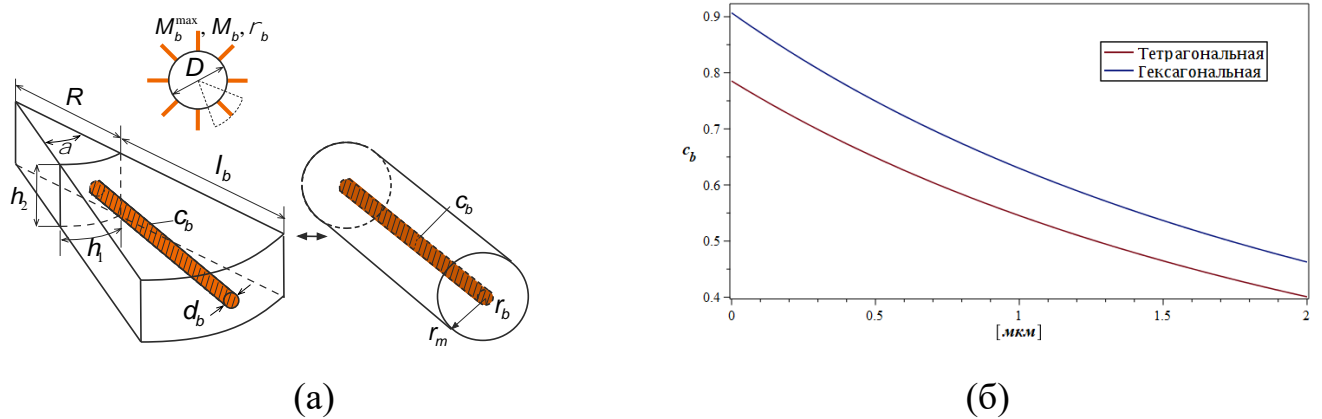 M_b^max, M_b, r_b
D
R
a
l_b
h_2
h_1
c_b
d_b
c_b
r_b
r_m
(а)
0.9
0.8
0.7
c_b
0.6
0.5
0.4
0
0.5
1
1.5
2
[мкм]
Тетрагональная
Гексагональная
(б)